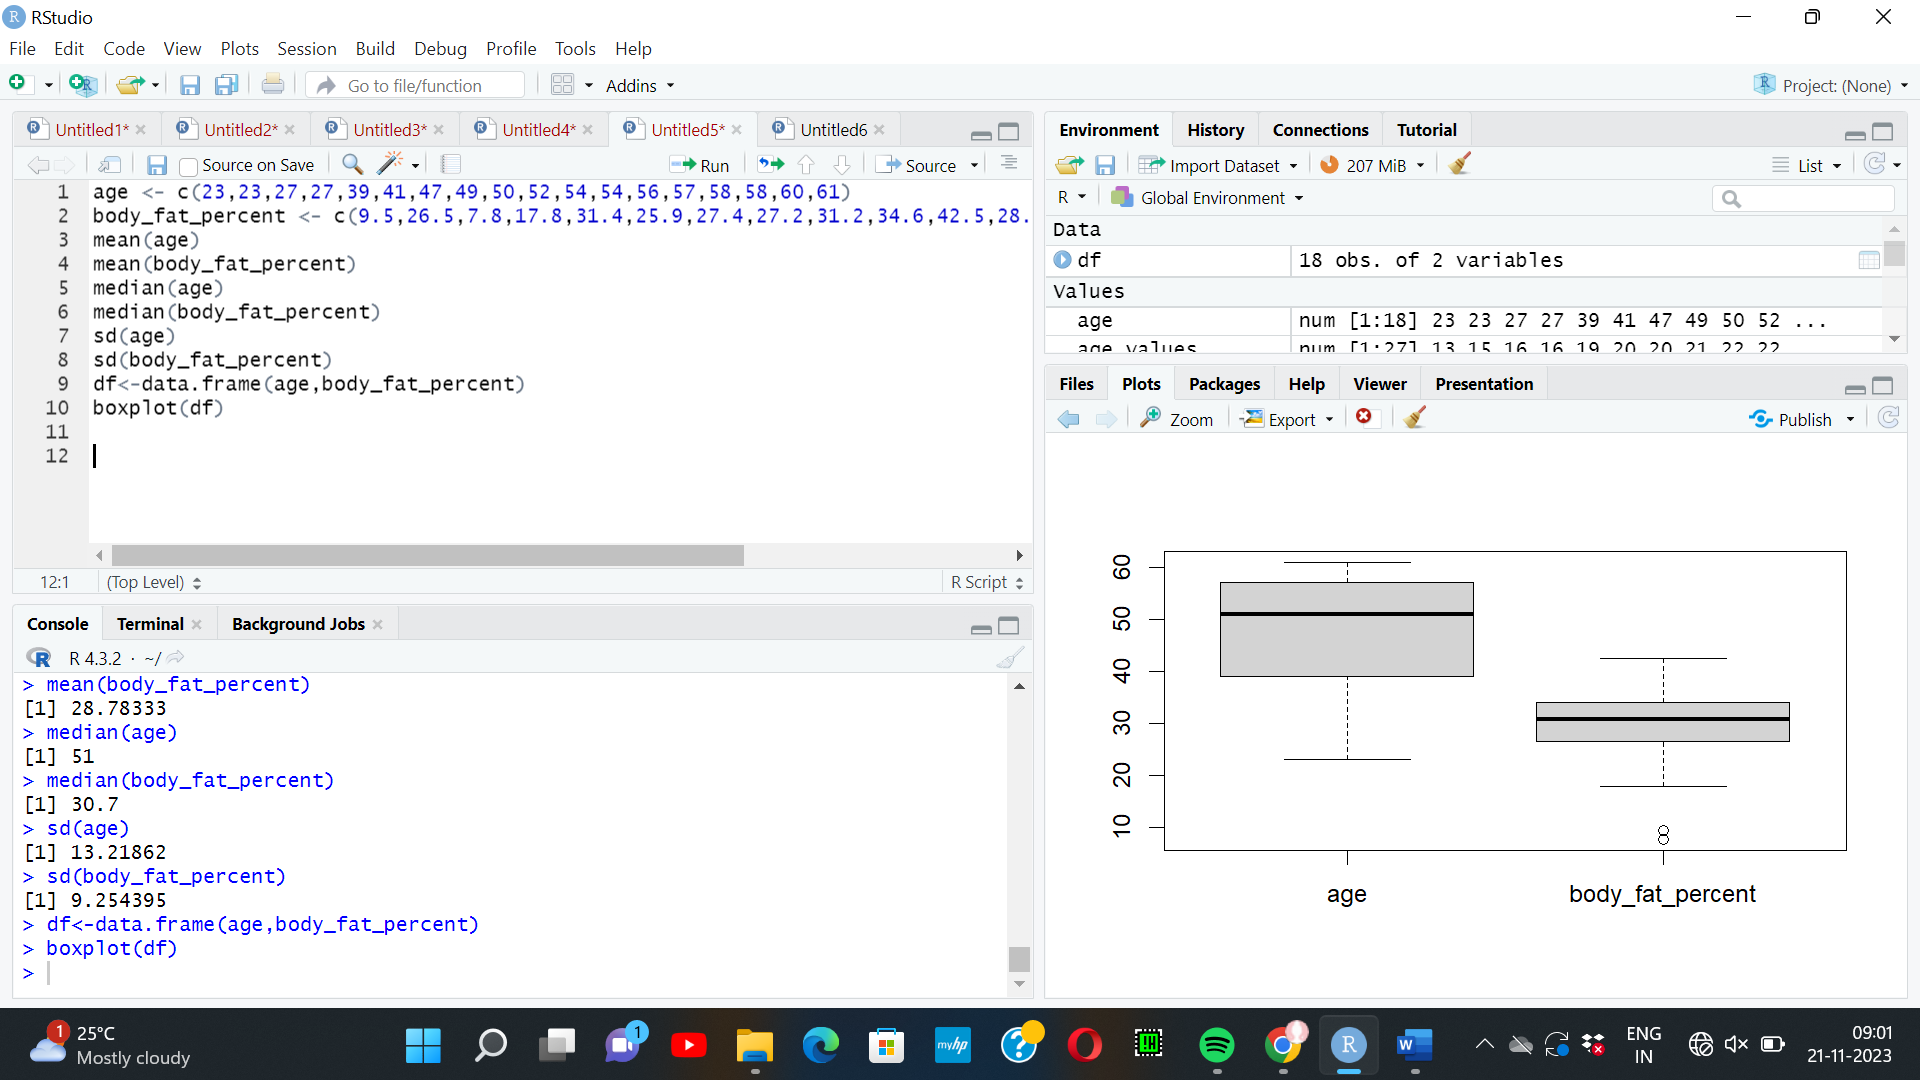 RStudio
File Edit Code View Plots Session Build Debug Profile Tools Help
Go to file/function Addins Project: (None)
Untitled1* Untitled2* Untitled3* Untitled4* Untitled5* Untitled6
Source on Save Run Source
1 age <- c(23,23,27,27,39,41,47,49,50,52,54,54,56,57,58,58,60,61)
2 body_fat_percent <- c(9.5,26.5,7.8,17.8,31.4,25.9,27.4,27.2,31.2,34.6,42.5,28.
3 mean(age)
4 mean(body_fat_percent)
5 median(age)
6 median(body_fat_percent)
7 sd(age)
8 sd(body_fat_percent)
9 df<-data.frame(age,body_fat_percent)
10 boxplot(df)
11
12
12:1 (Top Level) R Script
Console Terminal Background Jobs
R 4.3.2 · ~/
> mean(body_fat_percent)
[1] 28.78333
> median(age)
[1] 51
> median(body_fat_percent)
[1] 30.7
> sd(age)
[1] 13.21862
> sd(body_fat_percent)
[1] 9.254395
> df<-data.frame(age,body_fat_percent)
> boxplot(df)
>
Environment History Connections Tutorial
Import Dataset 207 MiB List
R Global Environment
Data
df 18 obs. of 2 variables
Values
age num [1:18] 23 23 27 27 39 41 47 49 50 52 ...
age_values num [1:27] 13 15 16 16 19 20 20 21 22 22
Files Plots Packages Help Viewer Presentation
Zoom Export Publish
60
50
40
30
20
10
age body_fat_percent
1 25°C
Mostly cloudy
1
myhp
W
ENG
IN
09:01
21-11-2023